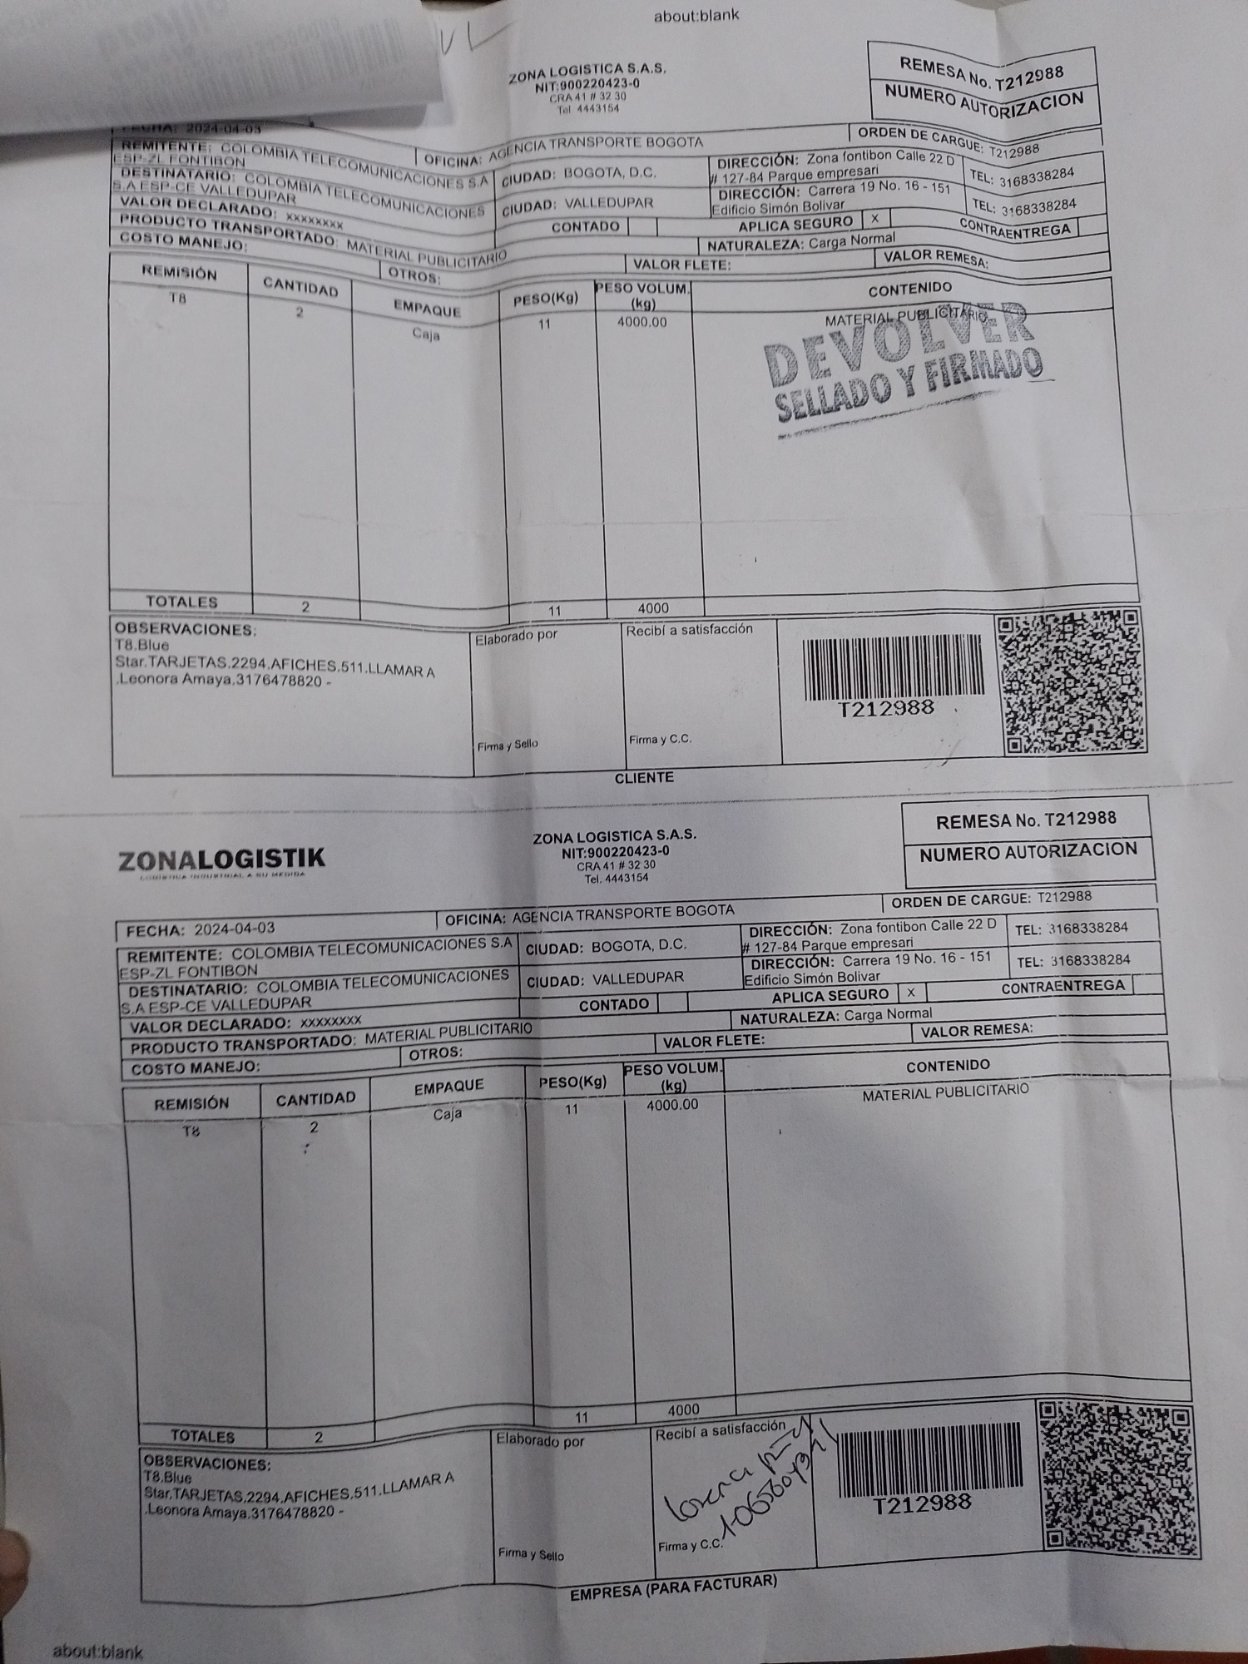 about:blank
ZONA LOGISTICA S.A.S.
NIT:900220423-0
CRA 41 # 32 30
Tel. 4443154
REMESA No. T212988
NUMERO AUTORIZACION
FECHA: 2024-04-03
OFICINA: AGENCIA TRANSPORTE BOGOTA
ORDEN DE CARGUE: T212988
REMITENTE: COLOMBIA TELECOMUNICACIONES S.A
ESP-ZL FONTIBON
CIUDAD: BOGOTA, D.C.
DIRECCIÓN: Zona fontibon Calle 22 D
# 127-84 Parque empresari
TEL: 3168338284
DESTINATARIO: COLOMBIA TELECOMUNICACIONES
S.A ESP-CE VALLEDUPAR
CIUDAD: VALLEDUPAR
DIRECCIÓN: Carrera 19 No. 16 - 151
Edificio Simón Bolivar
TEL: 3168338284
VALOR DECLARADO: xxxxxxxx
CONTADO
APLICA SEGURO X
CONTRAENTREGA
PRODUCTO TRANSPORTADO: MATERIAL PUBLICITARIO
NATURALEZA: Carga Normal
COSTO MANEJO:
OTROS:
VALOR FLETE:
VALOR REMESA:
REMISIÓN CANTIDAD EMPAQUE PESO(Kg) PESO VOLUM. (kg) CONTENIDO
T8 2 Caja 11 4000.00 MATERIAL PUBLICITARIO
DEVOLVER
SELLADO Y FIRMADO
TOTALES 2 11 4000
OBSERVACIONES:
T8.Blue
Star.TARJETAS.2294.AFICHES.511.LLAMAR A
.Leonora Amaya.3176478820 -
Elaborado por
Firma y Sello
Recibí a satisfacción
Firma y C.C.
T212988
CLIENTE
ZONALOGISTIK
LOGÍSTICA INDUSTRIAL A SU MEDIDA
ZONA LOGISTICA S.A.S.
NIT:900220423-0
CRA 41 # 32 30
Tel. 4443154
REMESA No. T212988
NUMERO AUTORIZACION
FECHA: 2024-04-03
OFICINA: AGENCIA TRANSPORTE BOGOTA
ORDEN DE CARGUE: T212988
REMITENTE: COLOMBIA TELECOMUNICACIONES S.A
ESP-ZL FONTIBON
CIUDAD: BOGOTA, D.C.
DIRECCIÓN: Zona fontibon Calle 22 D
# 127-84 Parque empresari
TEL: 3168338284
DESTINATARIO: COLOMBIA TELECOMUNICACIONES
S.A ESP-CE VALLEDUPAR
CIUDAD: VALLEDUPAR
DIRECCIÓN: Carrera 19 No. 16 - 151
Edificio Simón Bolivar
TEL: 3168338284
VALOR DECLARADO: xxxxxxxx
CONTADO
APLICA SEGURO X
CONTRAENTREGA
PRODUCTO TRANSPORTADO: MATERIAL PUBLICITARIO
NATURALEZA: Carga Normal
COSTO MANEJO:
OTROS:
VALOR FLETE:
VALOR REMESA:
REMISIÓN CANTIDAD EMPAQUE PESO(Kg) PESO VOLUM. (kg) CONTENIDO
T8 2 Caja 11 4000.00 MATERIAL PUBLICITARIO
TOTALES 2 11 4000
OBSERVACIONES:
T8.Blue
Star.TARJETAS.2294.AFICHES.511.LLAMAR A
.Leonora Amaya.3176478820 -
Elaborado por
Firma y Sello
Recibí a satisfacción
Firma y C.C.
T212988
EMPRESA (PARA FACTURAR)
about:blank